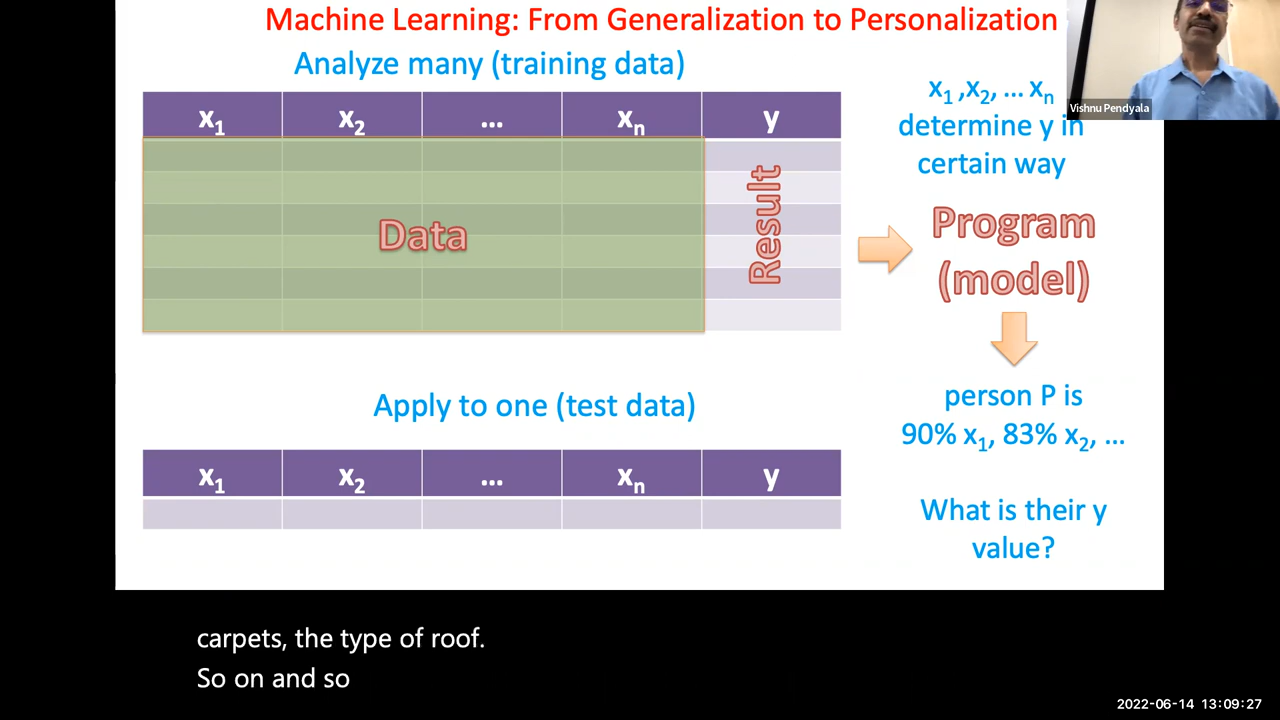 Machine Learning: From Generalization to Personalization
Analyze many (training data)
x1 x2 ... xn y
Data
Result
x1 ,x2, ... xn
determine y in
certain way
Program
(model)
person P is
90% x1, 83% x2, ...
What is their y
value?
Apply to one (test data)
x1 x2 ... xn y
Vishnu Pendyala
carpets, the type of roof.
So on and so
2022-06-14 13:09:27